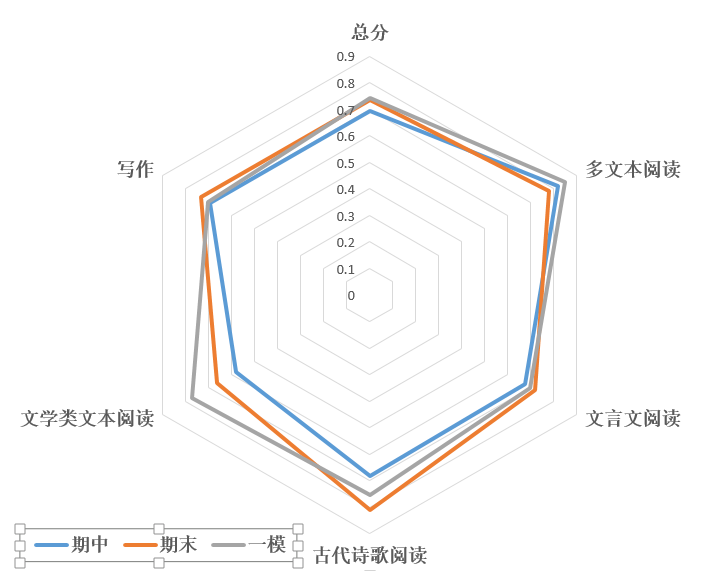 总分
0.9
0.8
0.7
0.6
0.5
0.4
0.3
0.2
0.1
0
写作
多文本阅读
文学类文本阅读
文言文阅读
古代诗歌阅读
期中 期末 一模